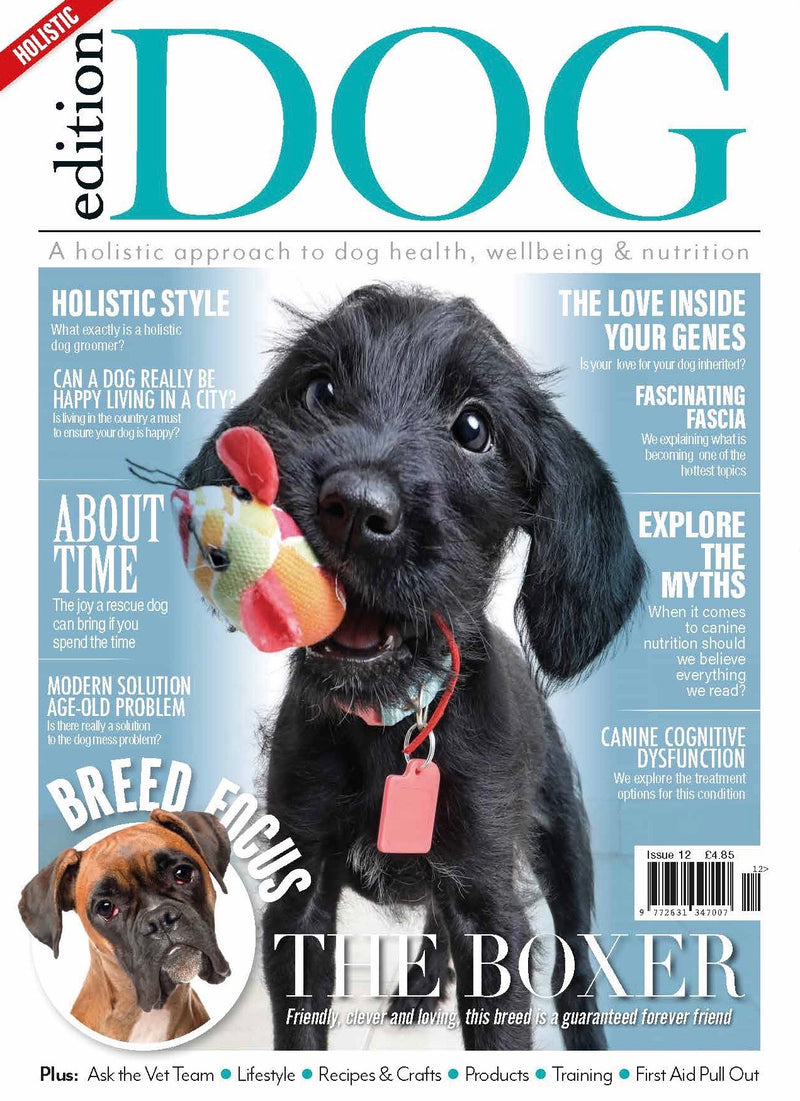 HOLISTIC
edition
DOG
A holistic approach to dog health, wellbeing & nutrition
HOLISTIC STYLE
What exactly is a holistic
dog groomer?
CAN A DOG REALLY BE
HAPPY LIVING IN A CITY?
Is living in the country a must
to ensure your dog is happy?
ABOUT
TIME
The joy a rescue dog
can bring if you
spend the time
MODERN SOLUTION
AGE-OLD PROBLEM
Is there really a solution
to the dog mess problem?
BREED FOCUS
THE LOVE INSIDE
YOUR GENES
Is your love for your dog inherited?
FASCINATING
FASCIA
We explaining what is
becoming one of the
hottest topics
EXPLORE
THE
MYTHS
When it comes
to canine
nutrition should
we believe
everything
we read?
CANINE COGNITIVE
DYSFUNCTION
We explore the treatment
options for this condition
Issue 12 £4.85
12>
9 772631 347007
THE BOXER
Friendly, clever and loving, this breed is a guaranteed forever friend
Plus: Ask the Vet Team • Lifestyle • Recipes & Crafts • Products • Training • First Aid Pull Out